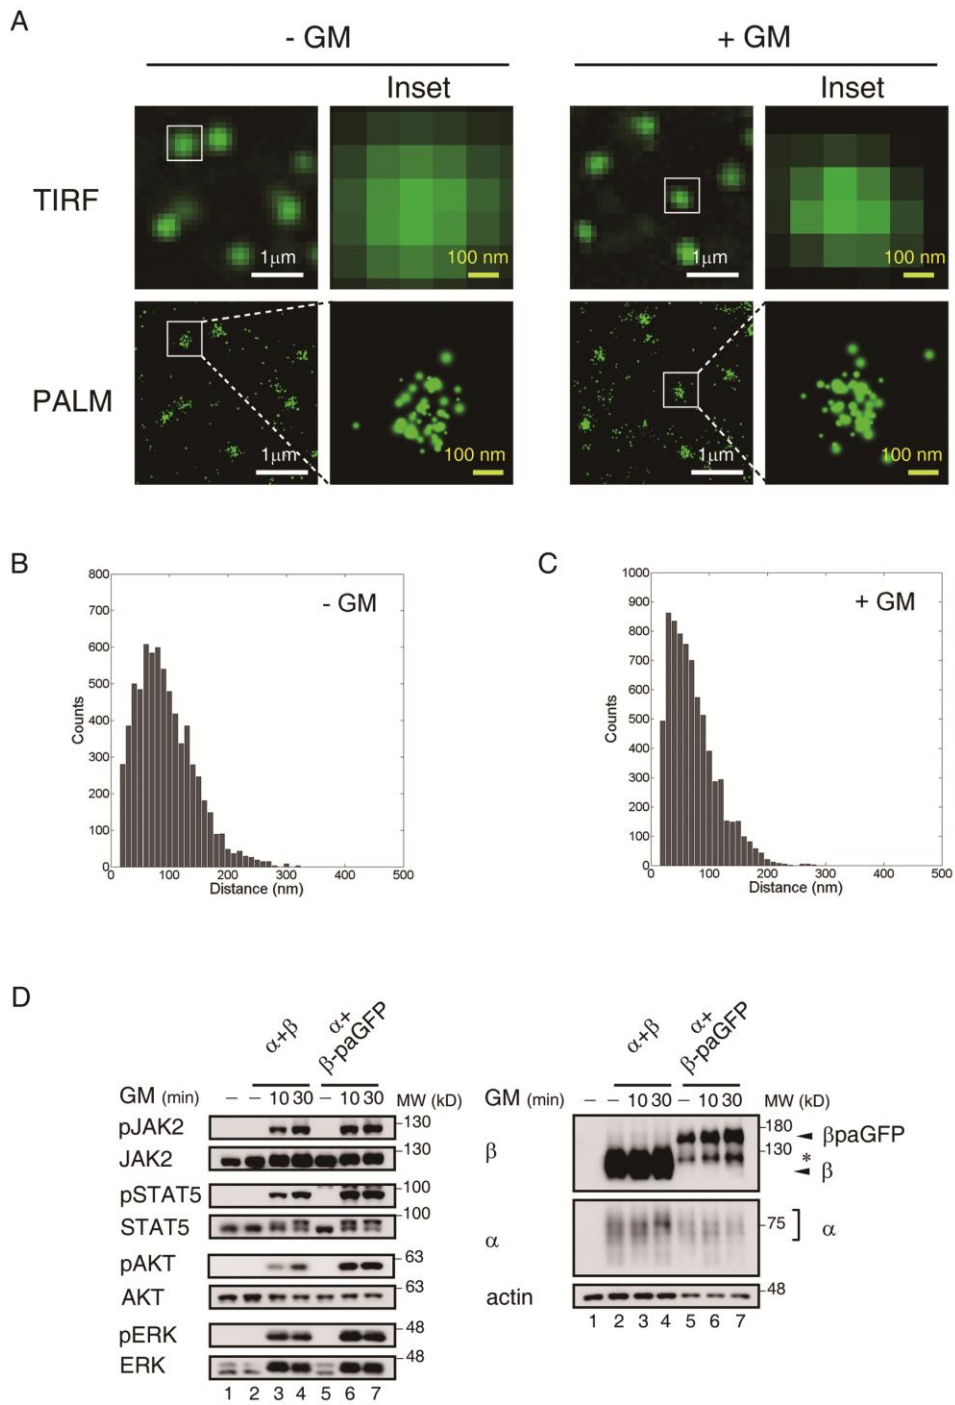 A
- GM
+ GM
Inset
Inset
TIRF
1μm
100 nm
1μm
100 nm
PALM
1μm
100 nm
1μm
100 nm
B
- GM
800
700
600
500
400
300
200
100
0
Counts
0 100 200 300 400 500
Distance (nm)
C
+ GM
1000
900
800
700
600
500
400
300
200
100
0
Counts
0 100 200 300 400 500
Distance (nm)
D
α+β
α+
β-paGFP
GM (min) – – 10 30 – 10 30 MW (kD)
pJAK2 130
JAK2 130
pSTAT5 100
STAT5 100
pAKT 63
AKT 63
pERK 48
ERK 48
1 2 3 4 5 6 7
α+β
α+
β-paGFP
GM (min) – – 10 30 – 10 30 MW (kD)
180
βpaGFP
130
*
β
β
α
75
α
actin
48
1 2 3 4 5 6 7